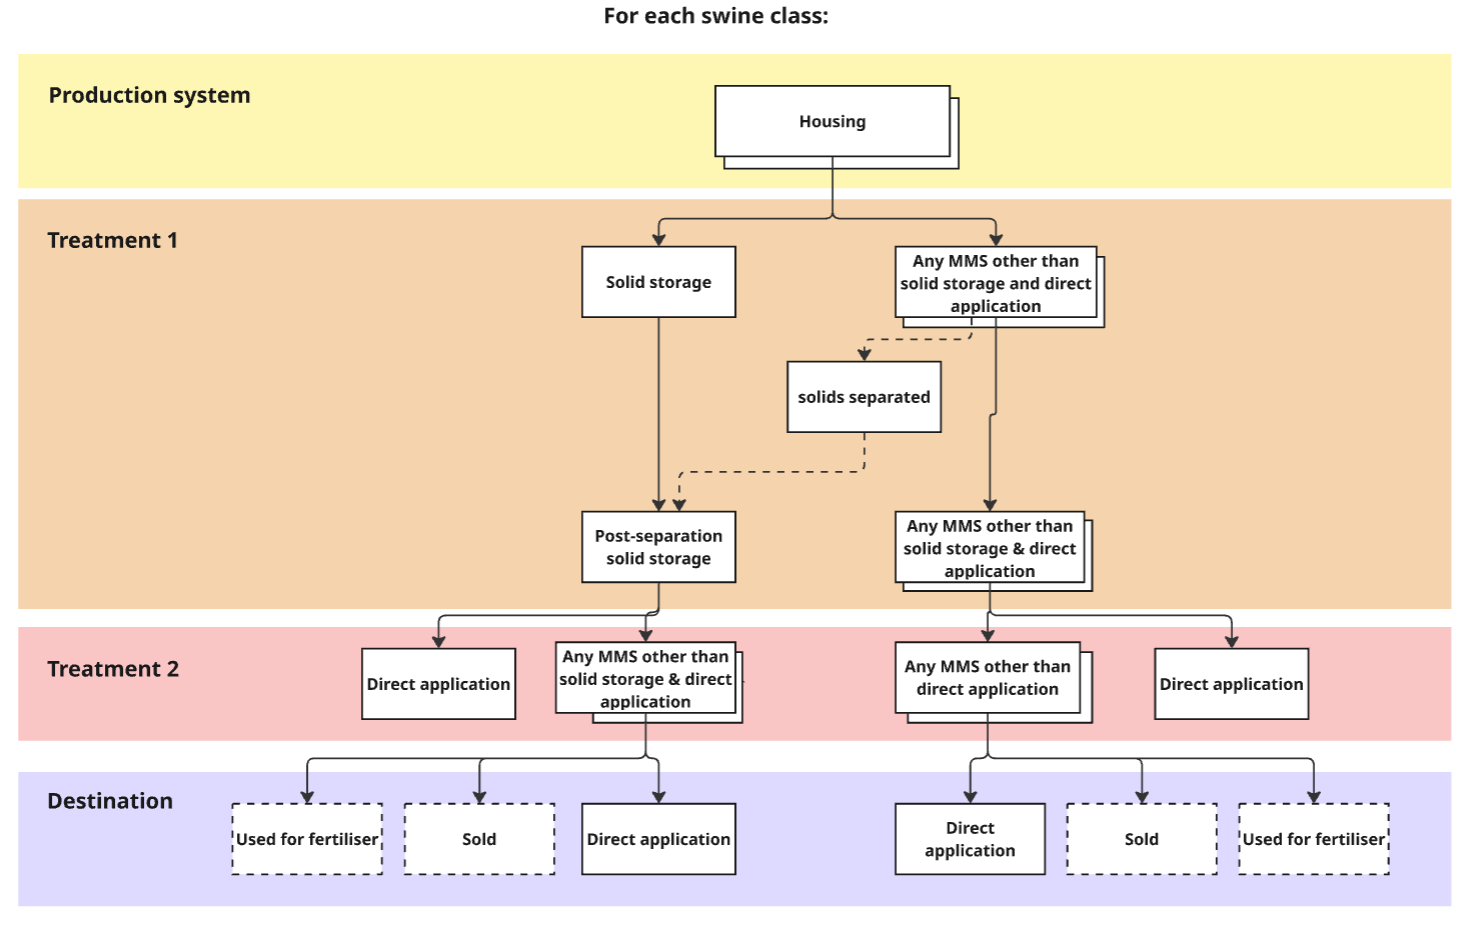 For each swine class:
Production system
Housing
Treatment 1
Solid storage
Any MMS other than
solid storage and direct
application
solids separated
Post-separation
solid storage
Any MMS other than
solid storage & direct
application
Treatment 2
Direct application
Any MMS other than
solid storage & direct
application
Any MMS other than
direct application
Direct application
Destination
Used for fertiliser
Sold
Direct application
Direct
application
Sold
Used for fertiliser